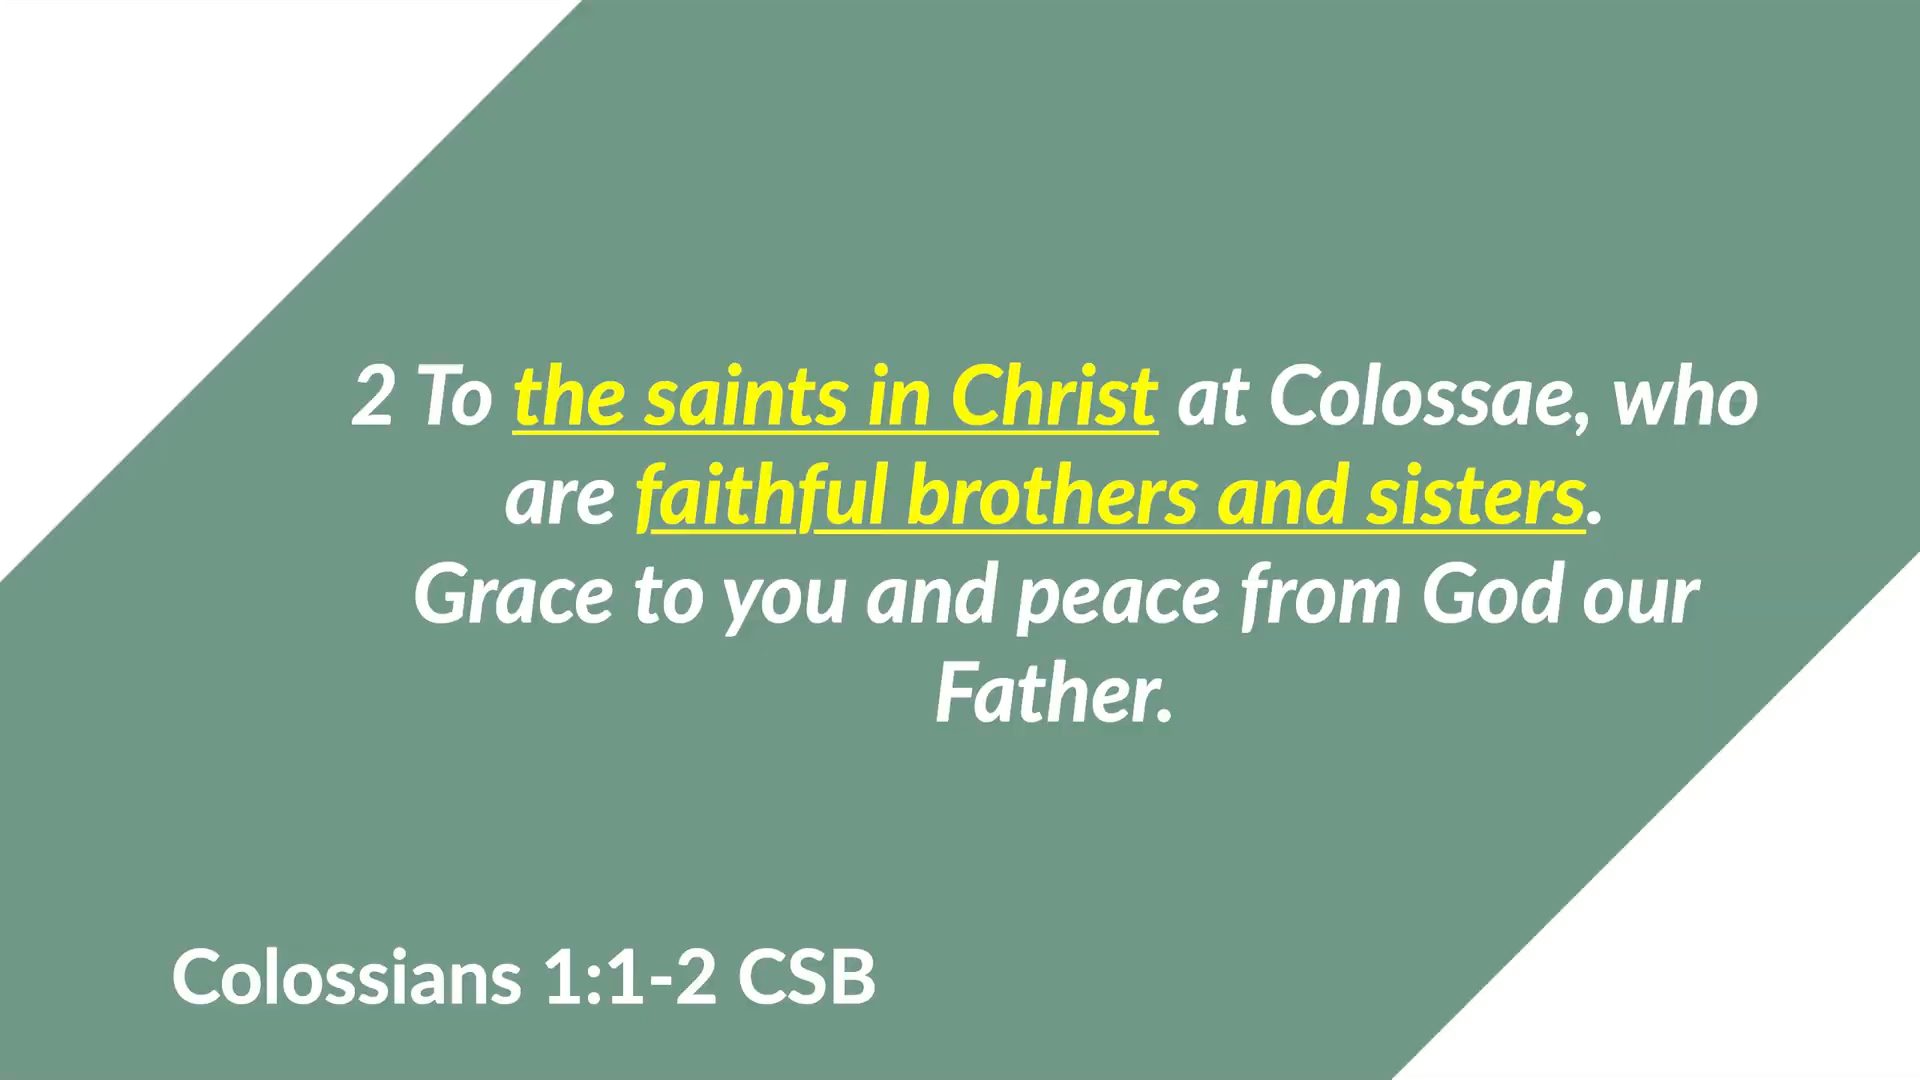 2 To the saints in Christ at Colossae, who
are faithful brothers and sisters.
Grace to you and peace from God our
Father.
Colossians 1:1-2 CSB